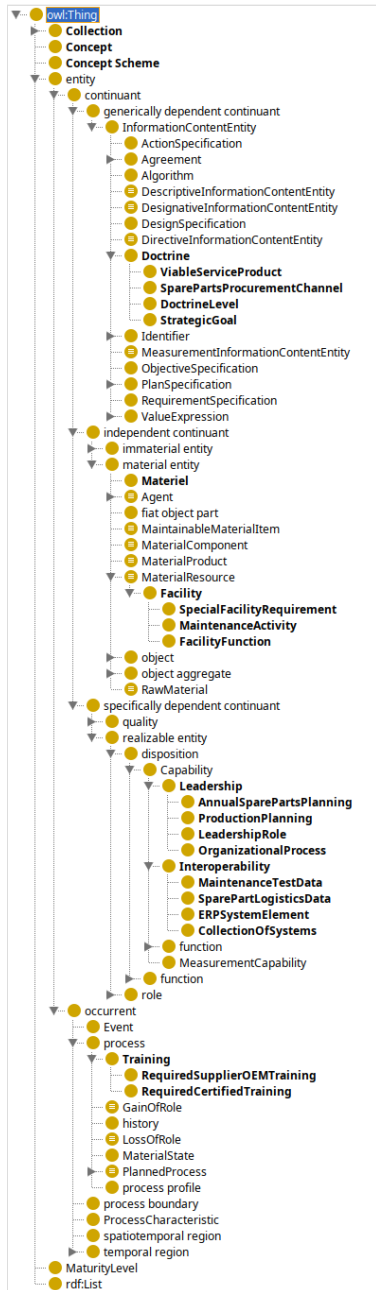 owl:Thing
Collection
Concept
Concept Scheme
entity
continuant
generically dependent continuant
InformationContentEntity
ActionSpecification
Agreement
Algorithm
DescriptiveInformationContentEntity
DesignativeInformationContentEntity
DesignSpecification
DirectiveInformationContentEntity
Doctrine
ViableServiceProduct
SparePartsProcurementChannel
DoctrineLevel
StrategicGoal
Identifier
MeasurementInformationContentEntity
ObjectiveSpecification
PlanSpecification
RequirementSpecification
ValueExpression
independent continuant
immaterial entity
material entity
Materiel
Agent
fiat object part
MaintainableMaterialItem
MaterialComponent
MaterialProduct
MaterialResource
Facility
SpecialFacilityRequirement
MaintenanceActivity
FacilityFunction
object
object aggregate
RawMaterial
specifically dependent continuant
quality
realizable entity
disposition
Capability
Leadership
AnnualSparePartsPlanning
ProductionPlanning
LeadershipRole
OrganizationalProcess
Interoperability
MaintenanceTestData
SparePartLogisticsData
ERPSystemElement
CollectionOfSystems
function
MeasurementCapability
function
role
occurrent
Event
process
Training
RequiredSupplierOEMTraining
RequiredCertifiedTraining
GainOfRole
history
LossOfRole
MaterialState
PlannedProcess
process profile
process boundary
ProcessCharacteristic
spatiotemporal region
temporal region
MaturityLevel
rdf:List